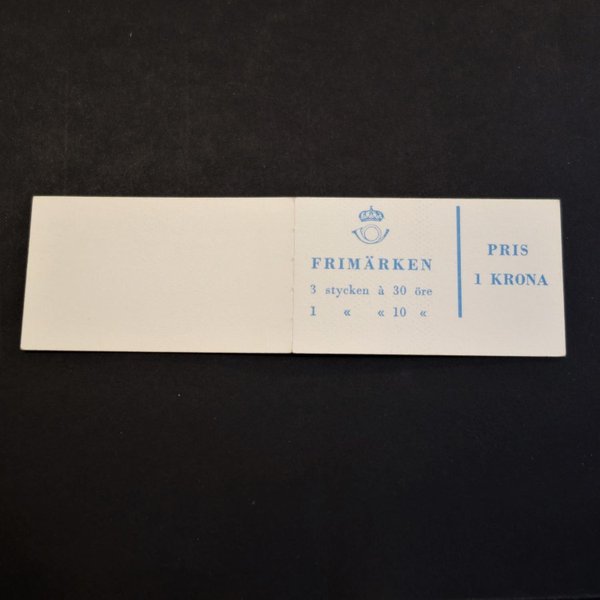 FRIMÄRKEN
3 stycken à 30 öre
1 « « 10 «
PRIS
1 KRONA